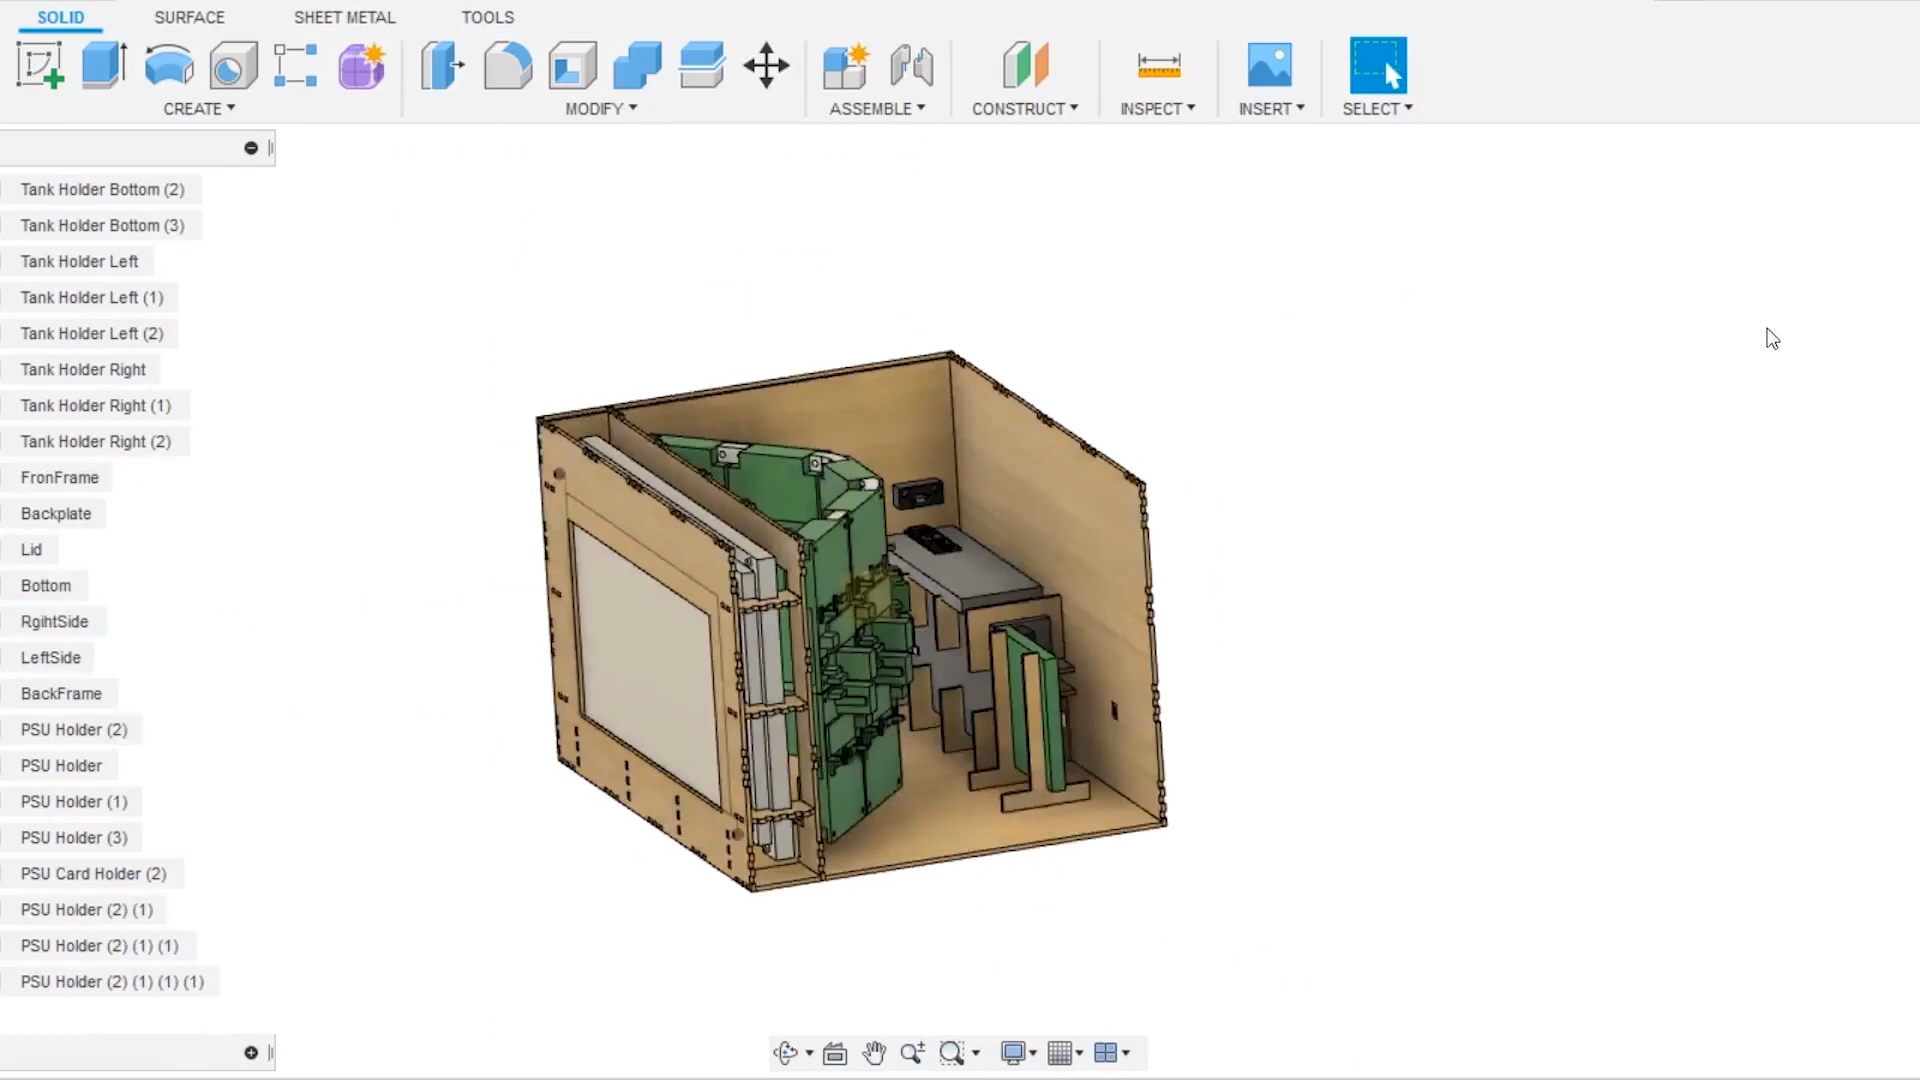 SOLID SURFACE SHEET METAL TOOLS
CREATE MODIFY ASSEMBLE CONSTRUCT INSPECT INSERT SELECT
Tank Holder Bottom (2)
Tank Holder Bottom (3)
Tank Holder Left
Tank Holder Left (1)
Tank Holder Left (2)
Tank Holder Right
Tank Holder Right (1)
Tank Holder Right (2)
FronFrame
Backplate
Lid
Bottom
RgihtSide
LeftSide
BackFrame
PSU Holder (2)
PSU Holder
PSU Holder (1)
PSU Holder (3)
PSU Card Holder (2)
PSU Holder (2) (1)
PSU Holder (2) (1) (1)
PSU Holder (2) (1) (1) (1)